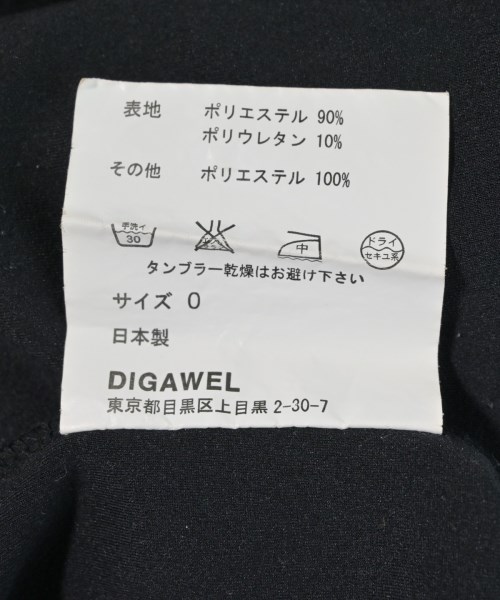 表地 ポリエステル 90%
ポリウレタン 10%
その他 ポリエステル 100%
手洗イ 30 中 ドライ セキユ系
タンブラー乾燥はお避け下さい
サイズ 0
日本製
DIGAWEL
東京都目黒区上目黒 2-30-7